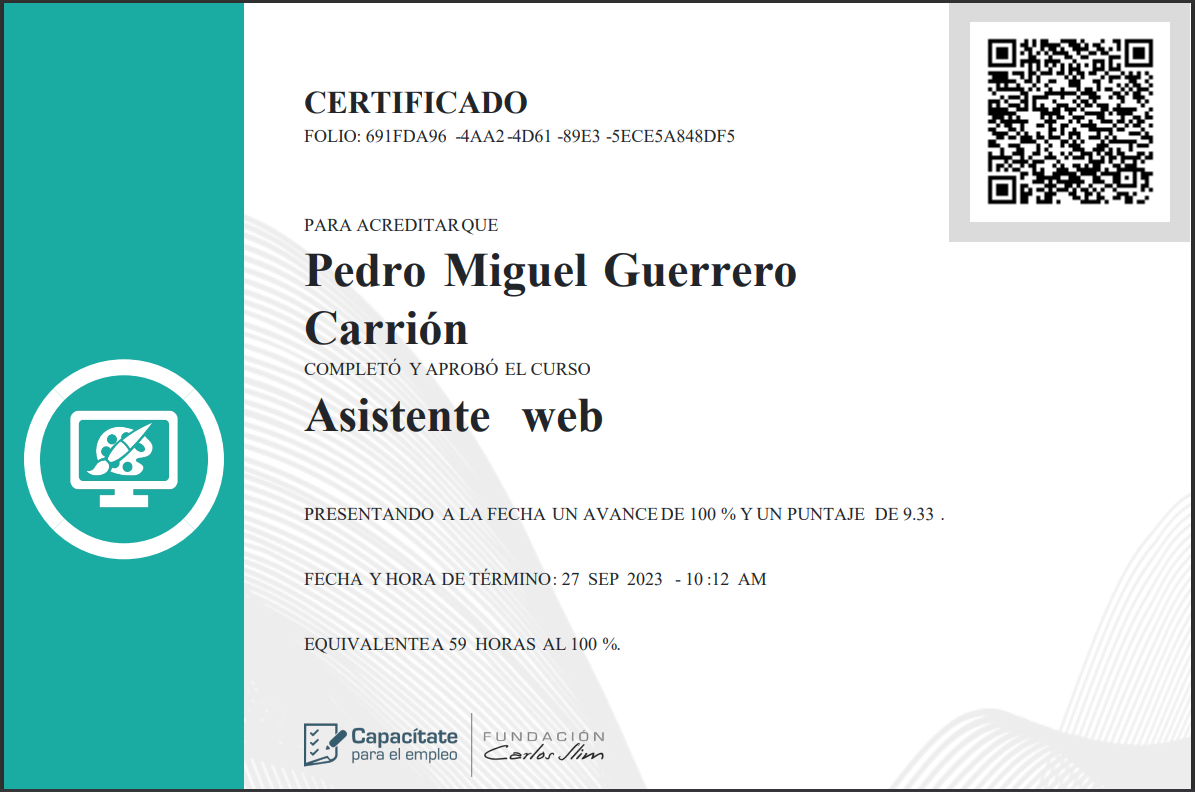 CERTIFICADO
FOLIO: 691FDA96 -4AA2 -4D61 -89E3 -5ECE5A848DF5
PARA ACREDITAR QUE
Pedro Miguel Guerrero
Carrión
COMPLETÓ Y APROBÓ EL CURSO
Asistente web
PRESENTANDO A LA FECHA UN AVANCE DE 100 % Y UN PUNTAJE DE 9.33 .
FECHA Y HORA DE TÉRMINO: 27 SEP 2023 - 10 :12 AM
EQUIVALENTE A 59 HORAS AL 100 %.
Capacítate
para el empleo
FUNDACIÓN
Carlos Slim